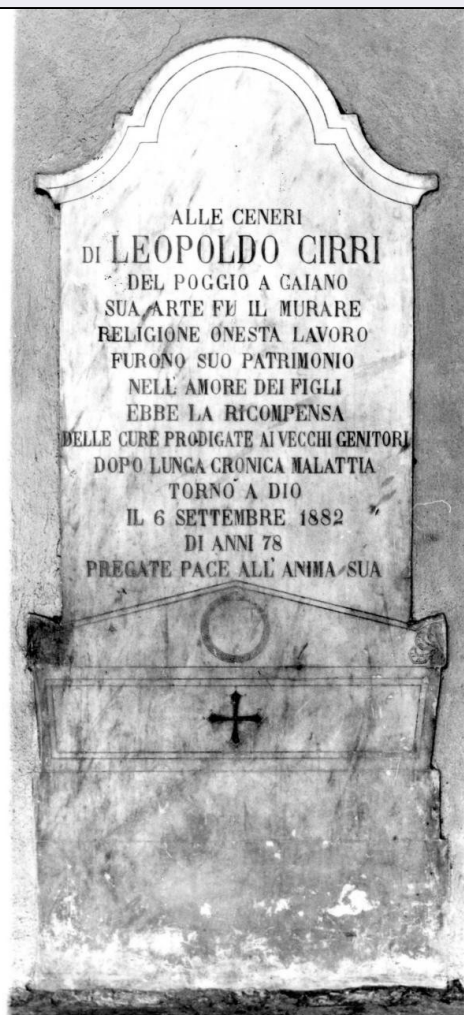 ALLE CENERI
DI LEOPOLDO CIRRI
DEL POGGIO A CAIANO
SUA ARTE FU IL MURARE
RELIGIONE ONESTA LAVORO
FURONO SUO PATRIMONIO
NELL' AMORE DEI FIGLI
EBBE LA RICOMPENSA
DELLE CURE PRODIGATE AI VECCHI GENITORI
DOPO LUNGA CRONICA MALATTIA
TORNO' A DIO
IL 6 SETTEMBRE 1882
DI ANNI 78
PREGATE PACE ALL' ANIMA SUA